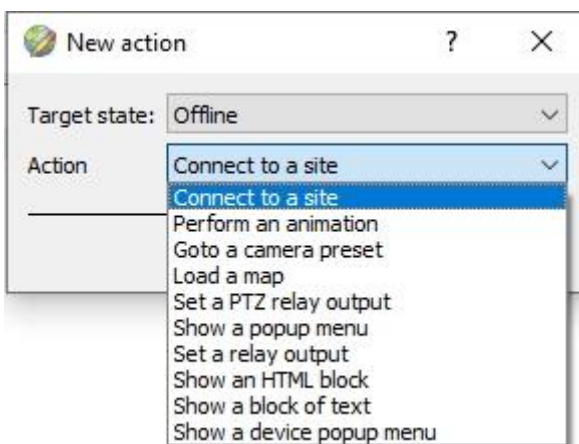 New action ?
Target state: Offline
Action Connect to a site
Connect to a site
Perform an animation
Goto a camera preset
Load a map
Set a PTZ relay output
Show a popup menu
Set a relay output
Show an HTML block
Show a block of text
Show a device popup menu